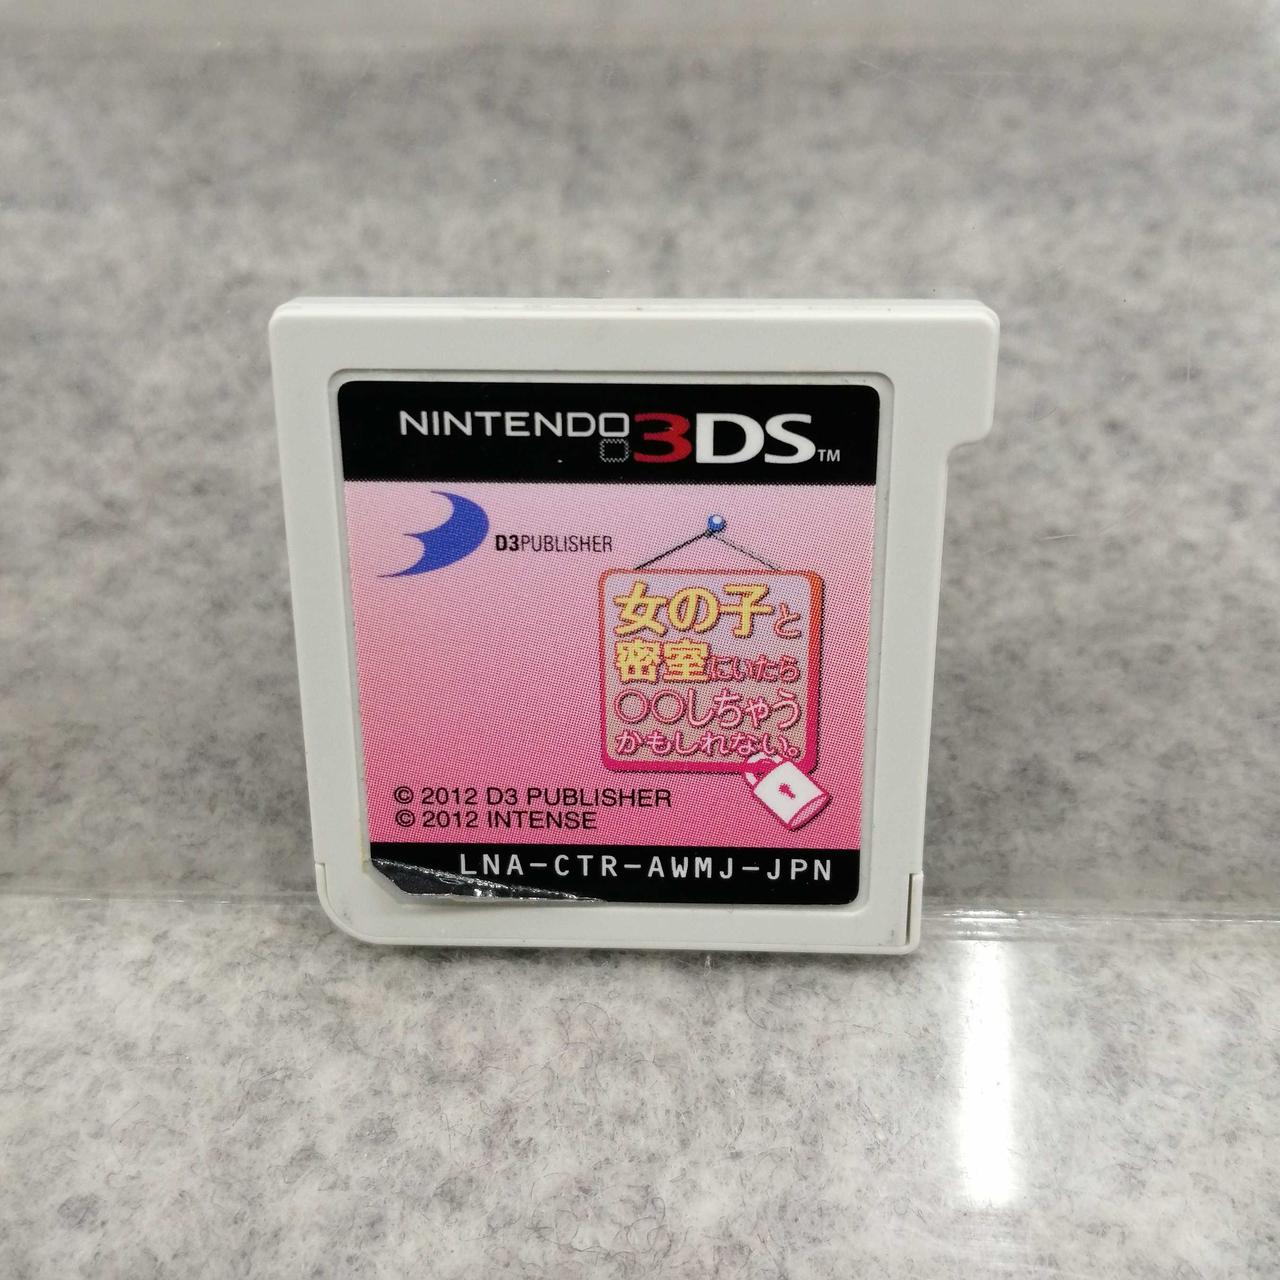 NINTENDO 3DS™
D3PUBLISHER
女の子と
密室にいたら
○○しちゃう
かもしれない。
© 2012 D3 PUBLISHER
© 2012 INTENSE
LNA-CTR-AWMJ-JPN